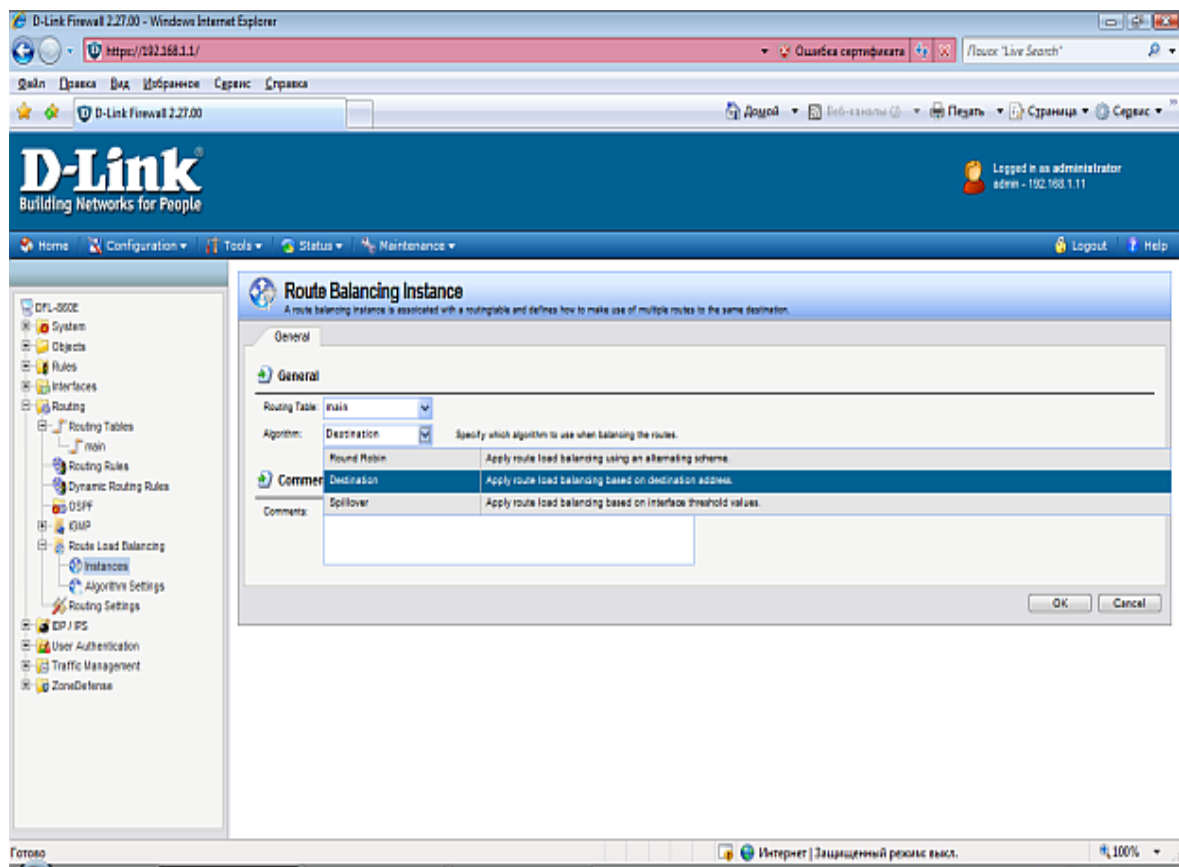 D-Link Firewall 2.27.00 - Windows Internet Explorer
https://192.168.1.1/
Ошибка сертификата
Поиск "Live Search"
Файл Правка Вид Избранное Сервис Справка
D-Link Firewall 2.27.00
Домой Веб-каналы (J) Печать Страница Сервис
D-Link
Building Networks for People
Logged in as administrator
admin - 192.168.1.11
Home Configuration Tools Status Maintenance Logout Help
DFL-860E
System
Objects
Rules
Interfaces
Routing
Routing Tables
main
Routing Rules
Dynamic Routing Rules
OSPF
IGMP
Route Load Balancing
Instances
Algorithm Settings
Routing Settings
IDP / IPS
User Authentication
Traffic Management
ZoneDefense
Route Balancing Instance
A route balancing instance is associated with a routingtable and defines how to make use of multiple routes to the same destination.
General
General
Routing Table: main
Algorithm: Destination Specify which algorithm to use when balancing the routes.
Round Robin Apply route load balancing using an alternating scheme.
Destination Apply route load balancing based on destination address.
Spillover Apply route load balancing based on interface threshold values.
Commen
Comments:
OK Cancel
Готово
Интернет | Защищенный режим: выкл.
100%